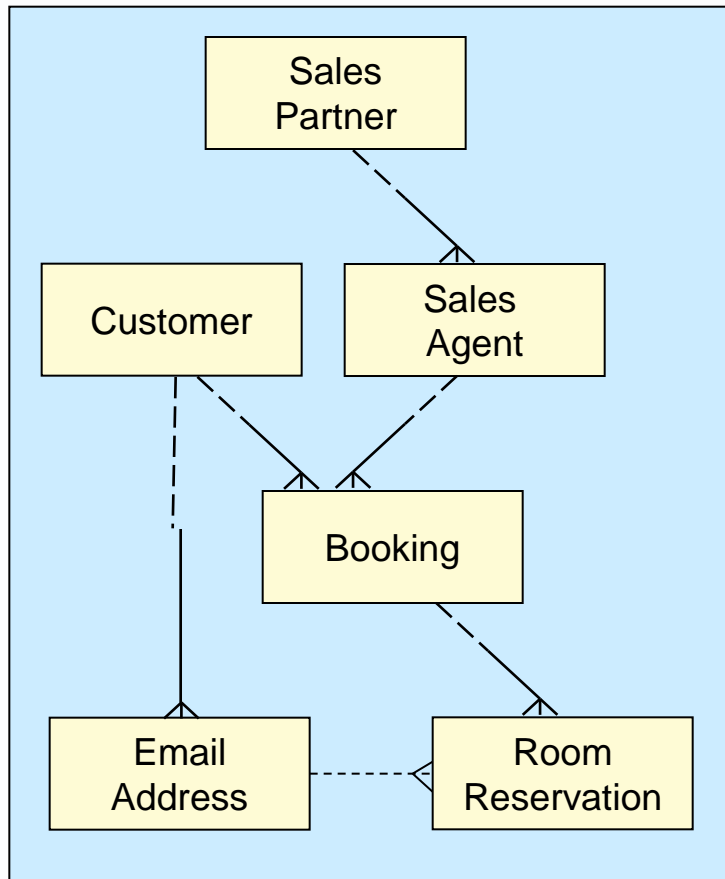 Sales
Partner
Customer
Sales
Agent
Booking
Email
Address
Room
Reservation